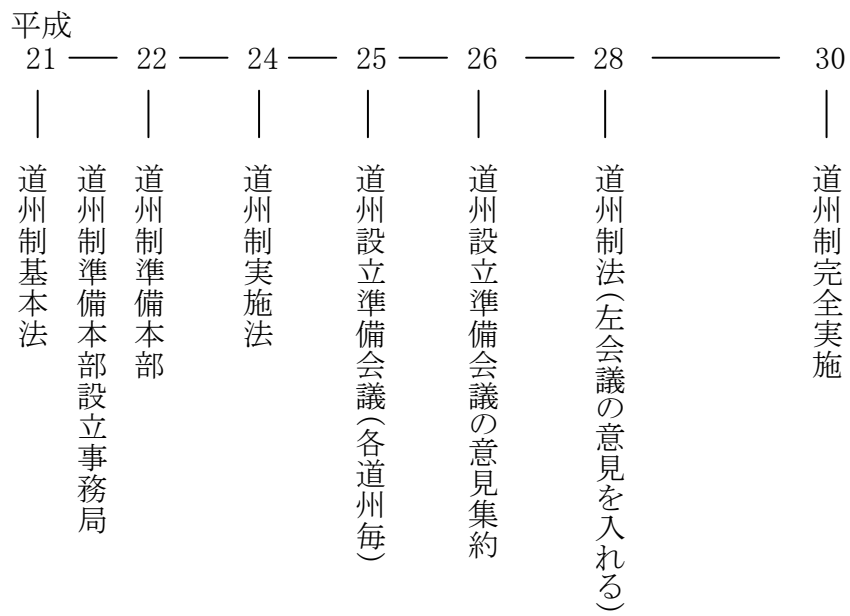 平成
21 22 24 25 26 28 30
道州制基本法
道州制準備本部設立事務局
道州制準備本部
道州制実施法
道州設立準備会議(各道州毎)
道州設立準備会議の意見集約
道州制法(左会議の意見を入れる)
道州制完全実施